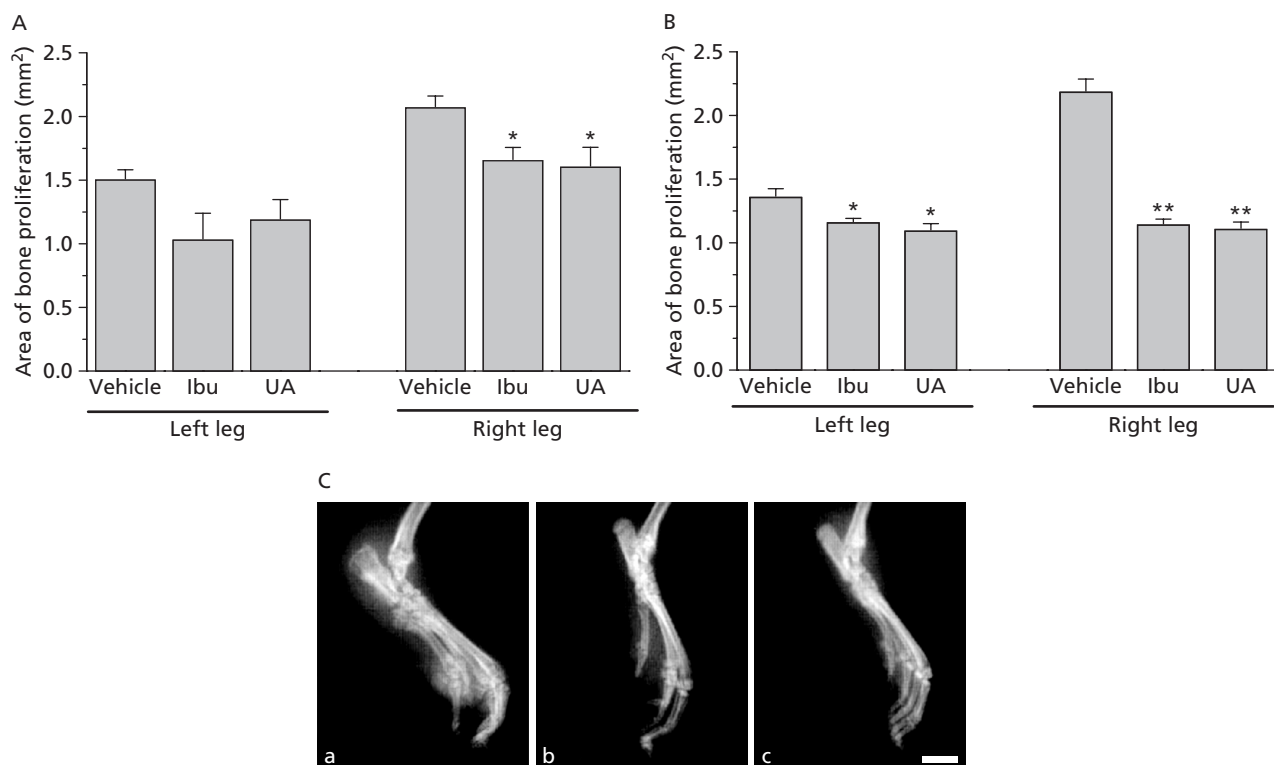 A
Area of bone proliferation (mm²)
2.5
2.0
1.5
1.0
0.5
0.0
* *
Vehicle Ibu UA Vehicle Ibu UA
Left leg Right leg
B
Area of bone proliferation (mm²)
2.5
2.0
1.5
1.0
0.5
0.0
* * ** **
Vehicle Ibu UA Vehicle Ibu UA
Left leg Right leg
C
a b c